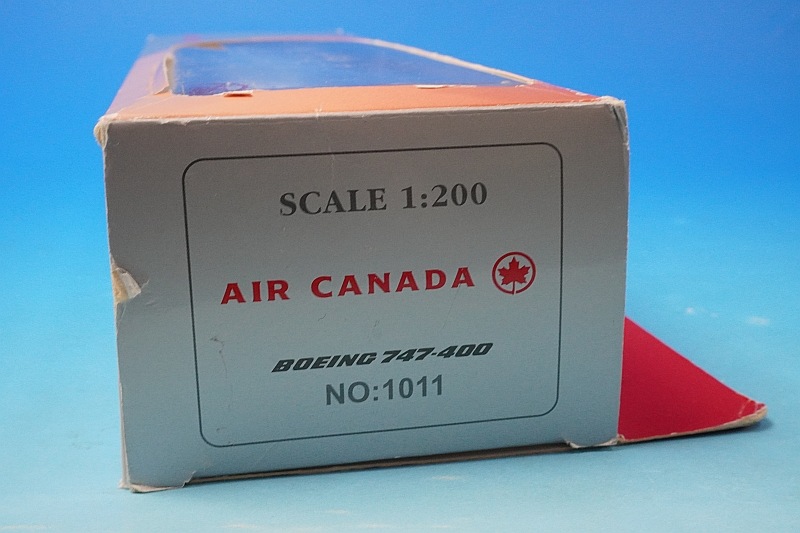 SCALE 1:200
AIR CANADA
BOEING 747-400
NO:1011